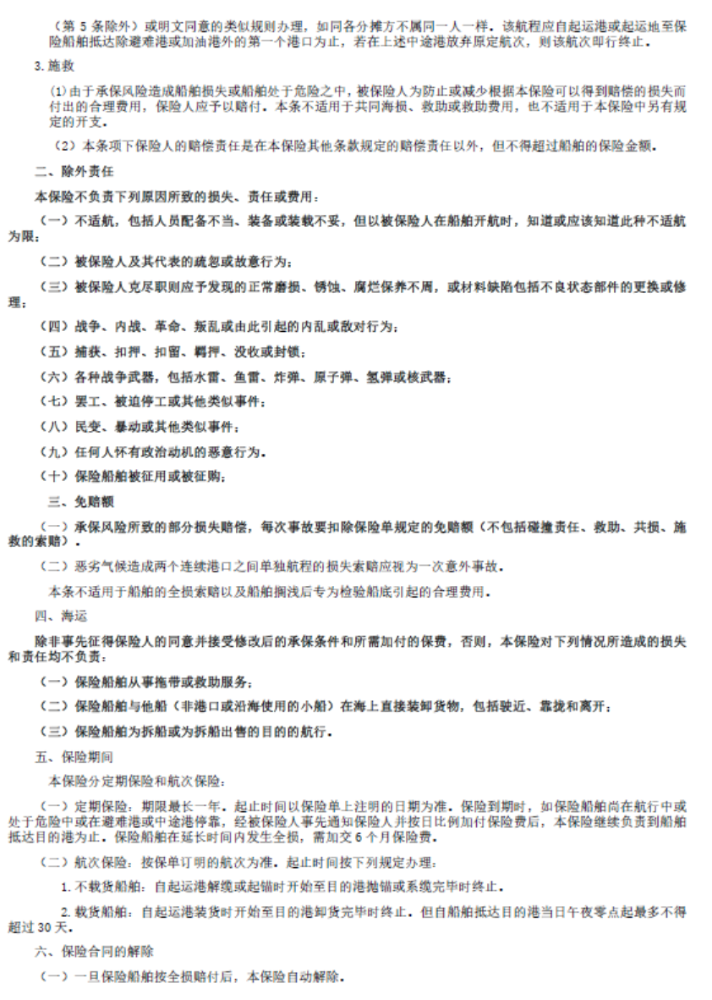 （第 5 条除外）或明文同意的类似规则办理，如同各分摊方不属同一人一样。该航程应自起运港或起运地至保
险船舶抵达除避难港或加油港外的第一个港口为止，若在上述中途港放弃原定航次，则该航次即行终止。
3.施救
(1)由于承保风险造成船舶损失或船舶处于危险之中，被保险人为防止或减少根据本保险可以得到赔偿的损失而
付出的合理费用，保险人应予以赔付。本条不适用于共同海损、救助或救助费用，也不适用于本保险中另有规
定的开支。
（2）本条项下保险人的赔偿责任是在本保险其他条款规定的赔偿责任以外，但不得超过船舶的保险金额。
二、除外责任
本保险不负责下列原因所致的损失、责任或费用：
（一）不适航，包括人员配备不当、装备或装载不妥，但以被保险人在船舶开航时，知道或应该知道此种不适航
为限；
（二）被保险人及其代表的疏忽或故意行为；
（三）被保险人克尽职则应予发现的正常磨损、锈蚀、腐烂保养不周，或材料缺陷包括不良状态部件的更换或修
理；
（四）战争、内战、革命、叛乱或由此引起的内乱或敌对行为；
（五）捕获、扣押、扣留、羁押、没收或封锁；
（六）各种战争武器，包括水雷、鱼雷、炸弹、原子弹、氢弹或核武器；
（七）罢工、被迫停工或其他类似事件；
（八）民变、暴动或其他类似事件；
（九）任何人怀有政治动机的恶意行为。
（十）保险船舶被征用或被征购；
三、免赔额
（一）承保风险所致的部分损失赔偿，每次事故要扣除保险单规定的免赔额（不包括碰撞责任、救助、共损、施
救的索赔）。
（二）恶劣气候造成两个连续港口之间单独航程的损失索赔应视为一次意外事故。
本条不适用于船舶的全损索赔以及船舶搁浅后专为检验船底引起的合理费用。
四、海运
除非事先征得保险人的同意并接受修改后的承保条件和所需加付的保费，否则，本保险对下列情况所造成的损失
和责任均不负责：
（一）保险船舶从事拖带或救助服务；
（二）保险船舶与他船（非港口或沿海使用的小船）在海上直接装卸货物，包括驶近、靠拢和离开；
（三）保险船舶为拆船或为拆船出售的目的的航行。
五、保险期间
本保险分定期保险和航次保险：
（一）定期保险：期限最长一年。起止时间以保险单上注明的日期为准。保险到期时，如保险船舶尚在航行中或
处于危险中或在避难港或中途港停靠，经被保险人事先通知保险人并按日比例加付保险费后，本保险继续负责到船舶
抵达目的港为止。保险船舶在延长时间内发生全损，需加交 6 个月保险费。
（二）航次保险：按保单订明的航次为准。起止时间按下列规定办理：
1.不载货船舶：自起运港解缆或起锚时开始至目的港抛锚或系缆完毕时终止。
2.载货船舶：自起运港装货时开始至目的港卸货完毕时终止。但自船舶抵达目的港当日午夜零点起最多不得
超过 30 天。
六、保险合同的解除
（一）一旦保险船舶按全损赔付后，本保险自动解除。